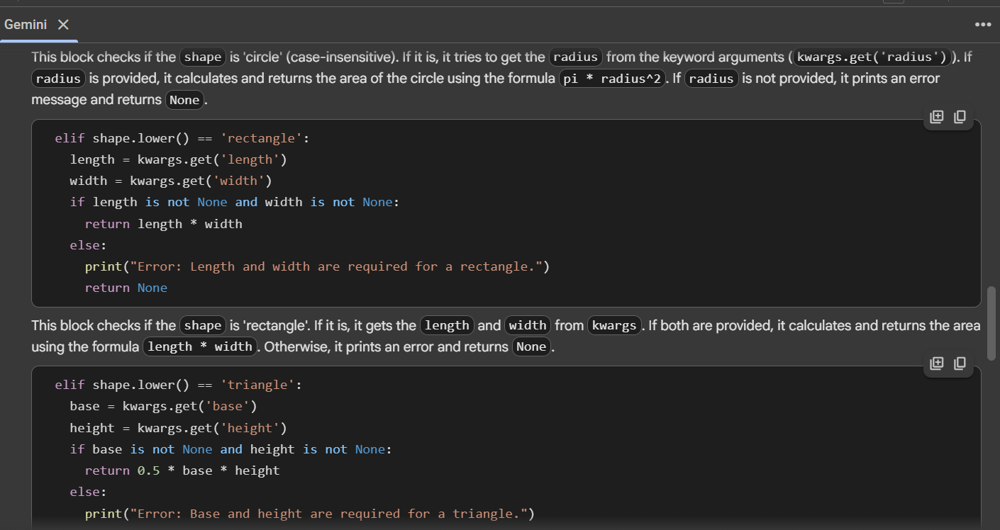 Gemini
This block checks if the shape is 'circle' (case-insensitive). If it is, it tries to get the radius from the keyword arguments (kwargs.get('radius')). If
radius is provided, it calculates and returns the area of the circle using the formula pi * radius^2. If radius is not provided, it prints an error
message and returns None.
elif shape.lower() == 'rectangle':
  length = kwargs.get('length')
  width = kwargs.get('width')
  if length is not None and width is not None:
    return length * width
  else:
    print("Error: Length and width are required for a rectangle.")
    return None
This block checks if the shape is 'rectangle'. If it is, it gets the length and width from kwargs. If both are provided, it calculates and returns the area
using the formula length * width. Otherwise, it prints an error and returns None.
elif shape.lower() == 'triangle':
  base = kwargs.get('base')
  height = kwargs.get('height')
  if base is not None and height is not None:
    return 0.5 * base * height
  else:
    print("Error: Base and height are required for a triangle.")